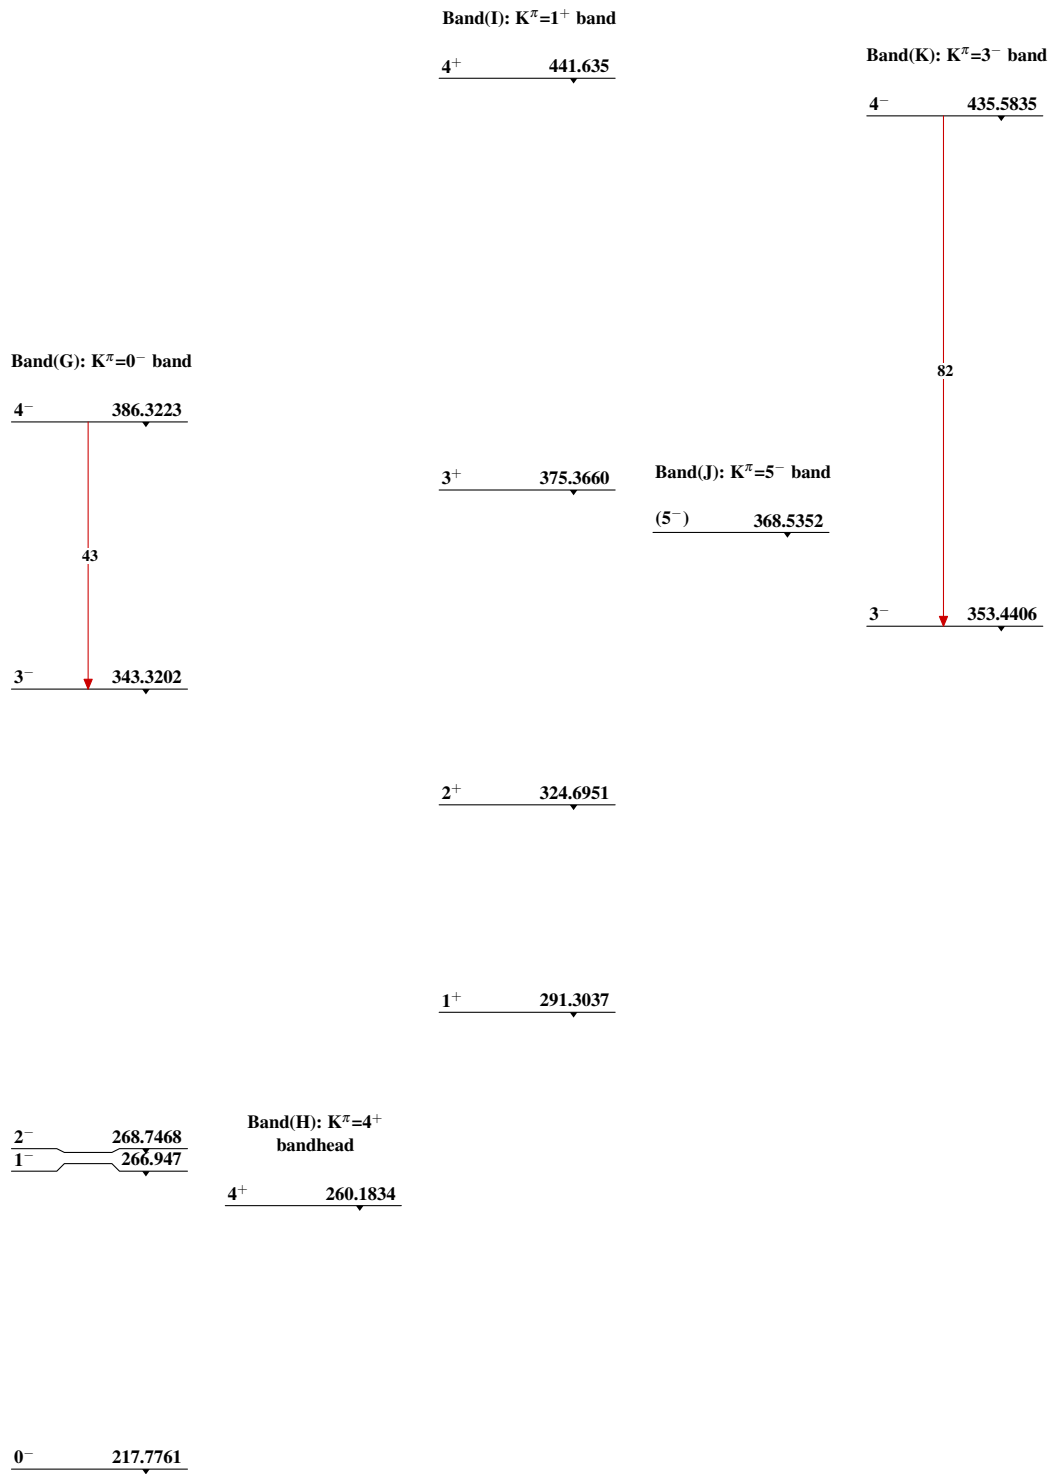 Band(G): K^π=0⁻ band
4⁻ 386.3223
43
3⁻ 343.3202
2⁻ 268.7468
1⁻ 266.947
0⁻ 217.7761
Band(H): K^π=4⁺
bandhead
4⁺ 260.1834
Band(I): K^π=1⁺ band
4⁺ 441.635
3⁺ 375.3660
2⁺ 324.6951
1⁺ 291.3037
Band(J): K^π=5⁻ band
(5⁻) 368.5352
Band(K): K^π=3⁻ band
4⁻ 435.5835
82
3⁻ 353.4406